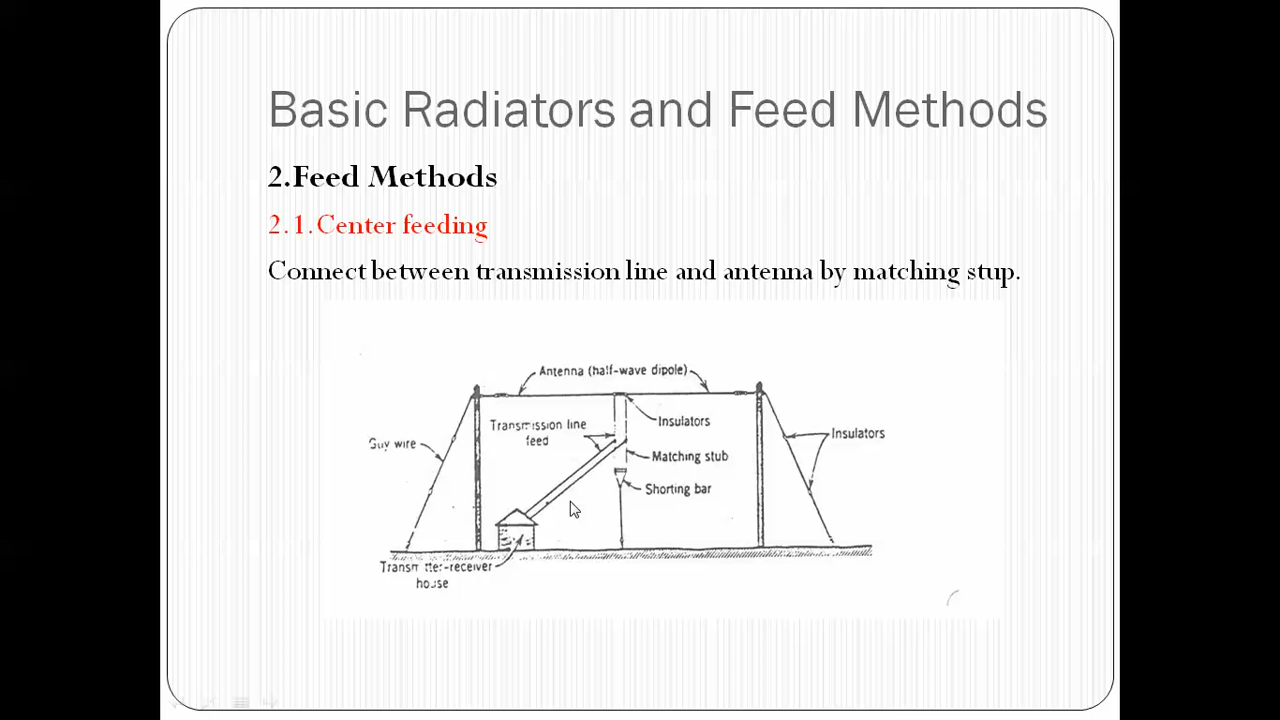 Basic Radiators and Feed Methods
2.Feed Methods
2.1.Center feeding
Connect between transmission line and antenna by matching stup.
Antenna (half-wave dipole)
Transmission line
feed
Insulators
Insulators
Guy wire
Matching stub
Shorting bar
Transmitter-receiver
house